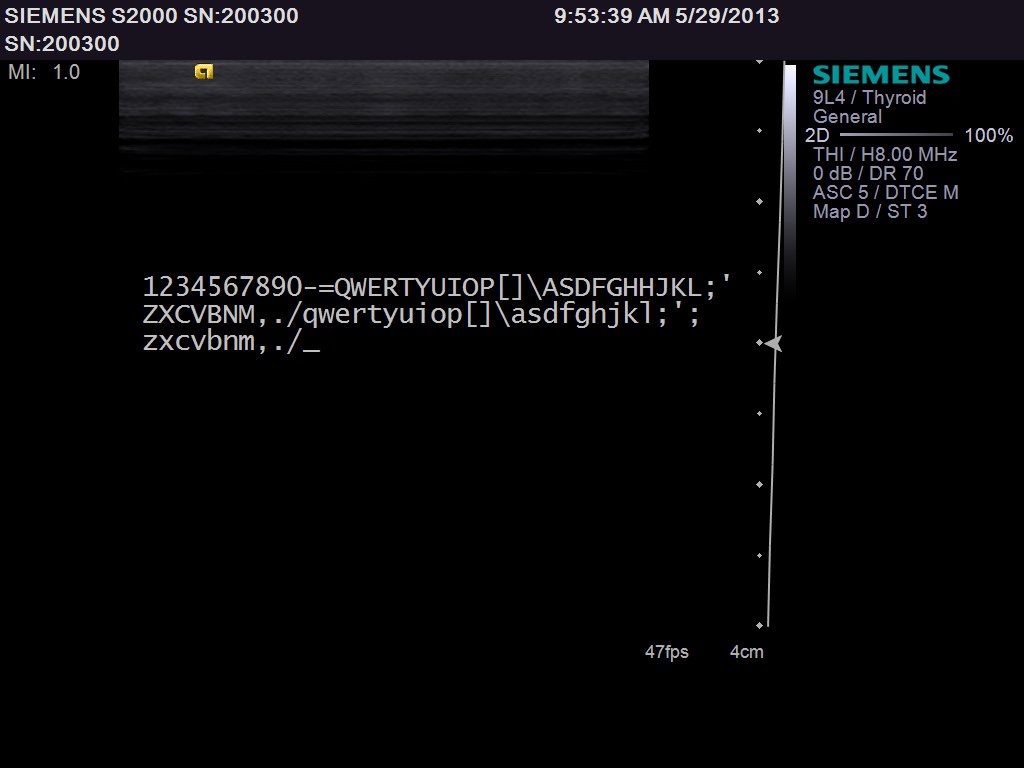 SIEMENS S2000 SN:200300 9:53:39 AM 5/29/2013
SN:200300
MI: 1.0
SIEMENS
9L4 / Thyroid
General
2D 100%
THI / H8.00 MHz
0 dB / DR 70
ASC 5 / DTCE M
Map D / ST 3
123456789O-=QWERTYUIOP[]\ASDFGHHJKL;'
ZXCVBNM,./qwertyuiop[]\asdfghjkl;';
zxcvbnm,./_
47fps 4cm